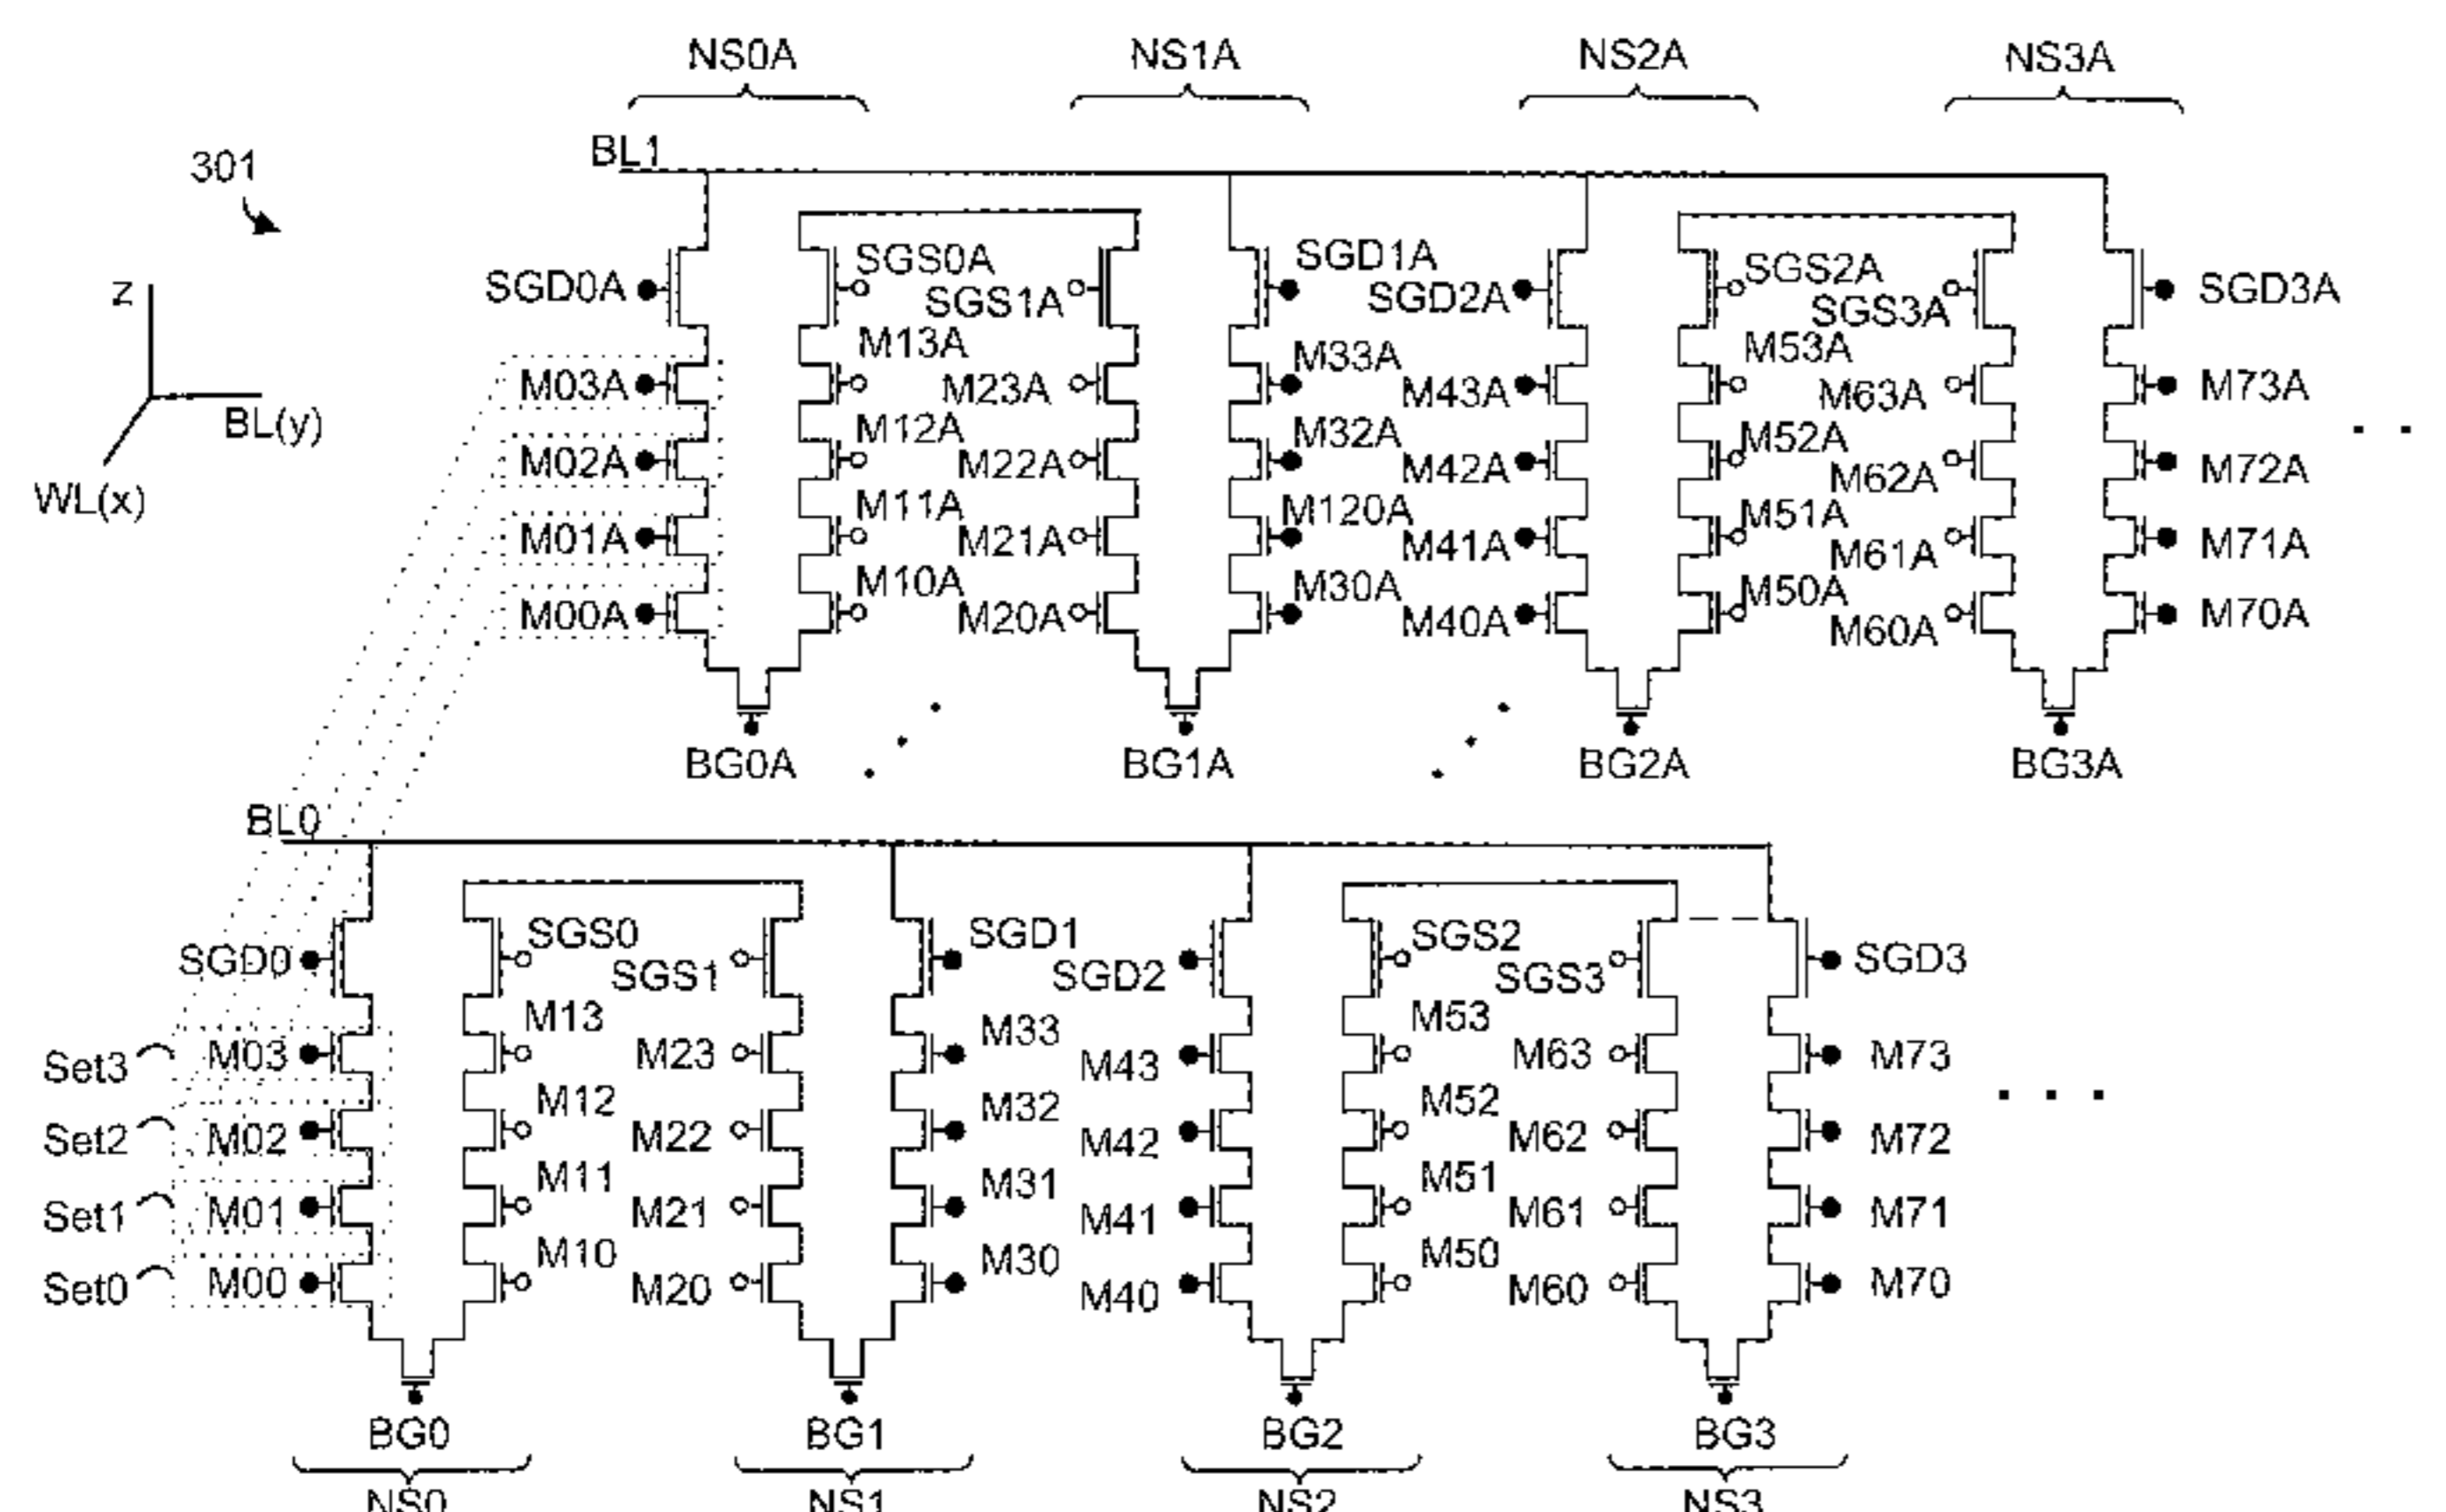 NS0A NS1A NS2A NS3A
BL1
301
SGD0A SGS0A SGS1A SGD1A SGD2A SGS2A SGS3A SGD3A
z
BL(y)
WL(x)
M03A M13A M23A M33A M43A M53A M63A M73A
M02A M12A M22A M32A M42A M52A M62A M72A
M01A M11A M21A M120A M41A M51A M61A M71A
M00A M10A M20A M30A M40A M50A M60A M70A
BG0A BG1A BG2A BG3A
BL0
SGD0 SGS0 SGS1 SGD1 SGD2 SGS2 SGS3 SGD3
Set3 M03 M13 M23 M33 M43 M53 M63 M73
Set2 M02 M12 M22 M32 M42 M52 M62 M72
Set1 M01 M11 M21 M31 M41 M51 M61 M71
Set0 M00 M10 M20 M30 M40 M50 M60 M70
BG0 BG1 BG2 BG3
NS0 NS1 NS2 NS3